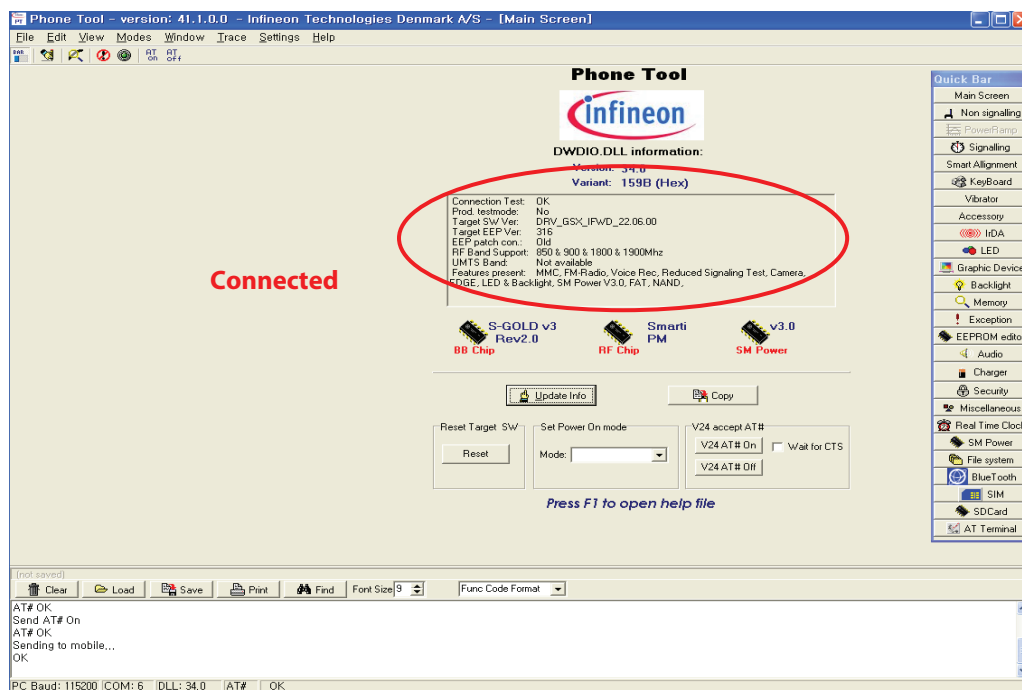 Phone Tool - version: 41.1.0.0 - Infineon Technologies Denmark A/S - [Main Screen]
File Edit View Modes Window Trace Settings Help
BAR AT on AT off
Phone Tool
infineon
DWDIO.DLL information:
Version: 34.0
Variant: 159B (Hex)
Connection Test: OK
Prod. testmode: No
Target SW Ver: DRV_GSX_IFWD_22.06.00
Target EEP Ver: 316
EEP patch con.: Old
RF Band Support: 850 & 900 & 1800 & 1900Mhz
UMTS Band: Not available
Features present: MMC, FM-Radio, Voice Rec, Reduced Signaling Test, Camera,
EDGE, LED & Backlight, SM Power V3.0, FAT, NAND,
Connected
S-GOLD v3
Rev2.0
BB Chip
Smarti
PM
RF Chip
v3.0
SM Power
Update Info Copy
Reset Target SW
Reset
Set Power On mode
Mode:
V24 accept AT#
V24 AT# On Wait for CTS
V24 AT# Off
Press F1 to open help file
Quick Bar
Main Screen
Non signalling
PowerRamp
Signalling
Smart Allignment
KeyBoard
Vibrator
Accessory
IrDA
LED
Graphic Device
Backlight
Memory
Exception
EEPROM edito
Audio
Charger
Security
Miscellaneous
Real Time Clock
SM Power
File system
BlueTooth
SIM
SDCard
AT Terminal
(not saved)
Clear Load Save Print Find Font Size 9 Func Code Format
AT# OK
Send AT# On
AT# OK
Sending to mobile...
OK
PC Baud: 115200 COM: 6 DLL: 34.0 AT# OK